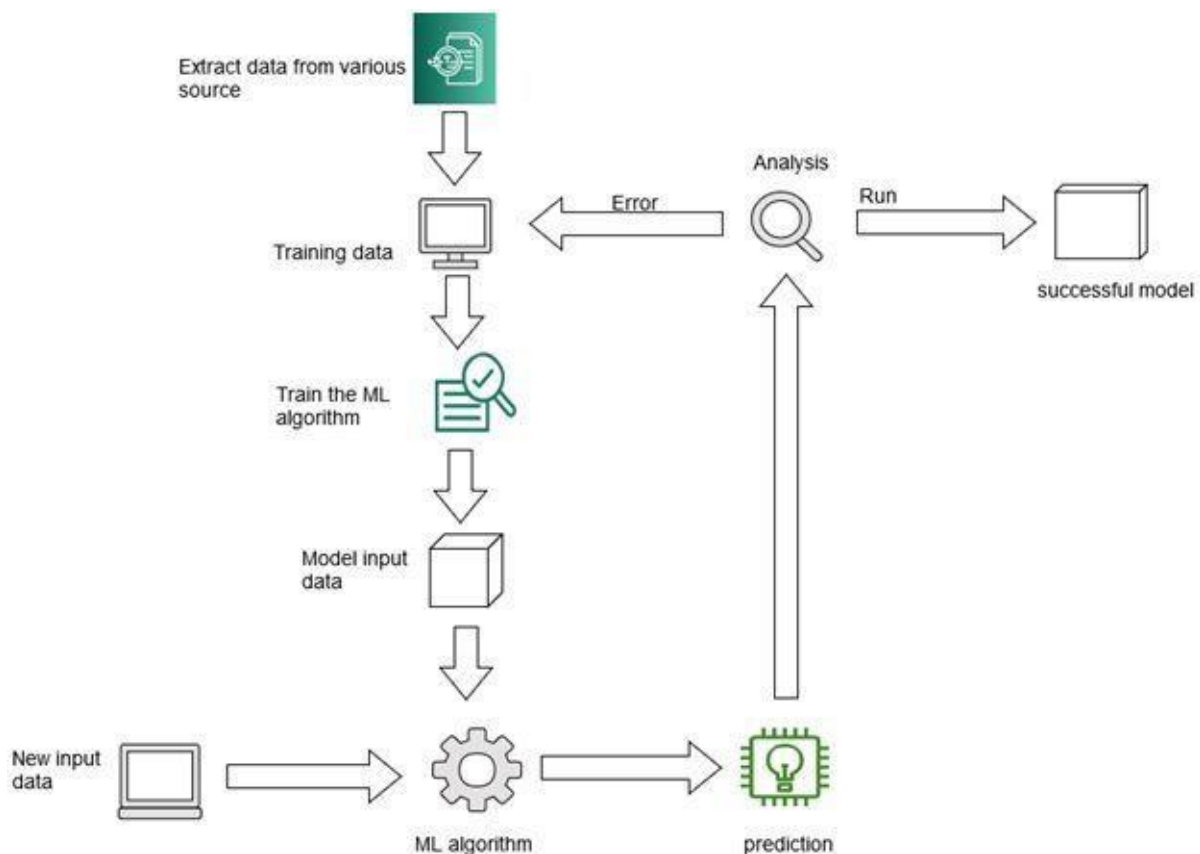 Extract data from various
source
Analysis
Error
Run
Training data
successful model
Train the ML
algorithm
Model input
data
New input
data
ML algorithm
prediction